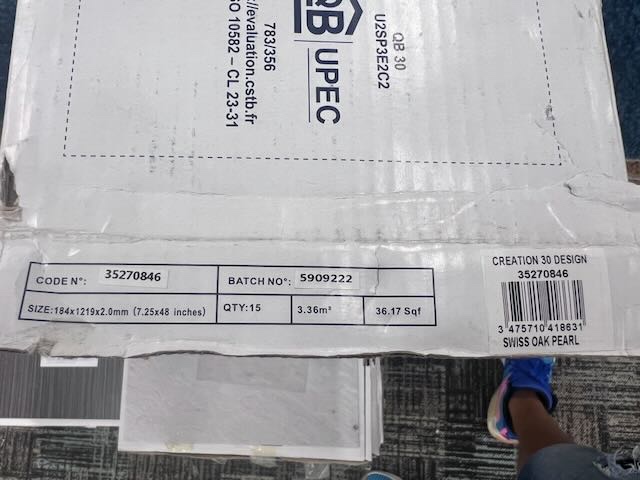 QB
UPEC
QB 30
U2SP3E2C2
783/356
://evaluation.cstb.fr
ISO 10582 – CL 23-31
CODE N°: 35270846
BATCH N°: 5909222
SIZE:184x1219x2.0mm (7.25x48 inches)
QTY:15
3.36m²
36.17 Sqf
CREATION 30 DESIGN
35270846
3 475710 418631
SWISS OAK PEARL